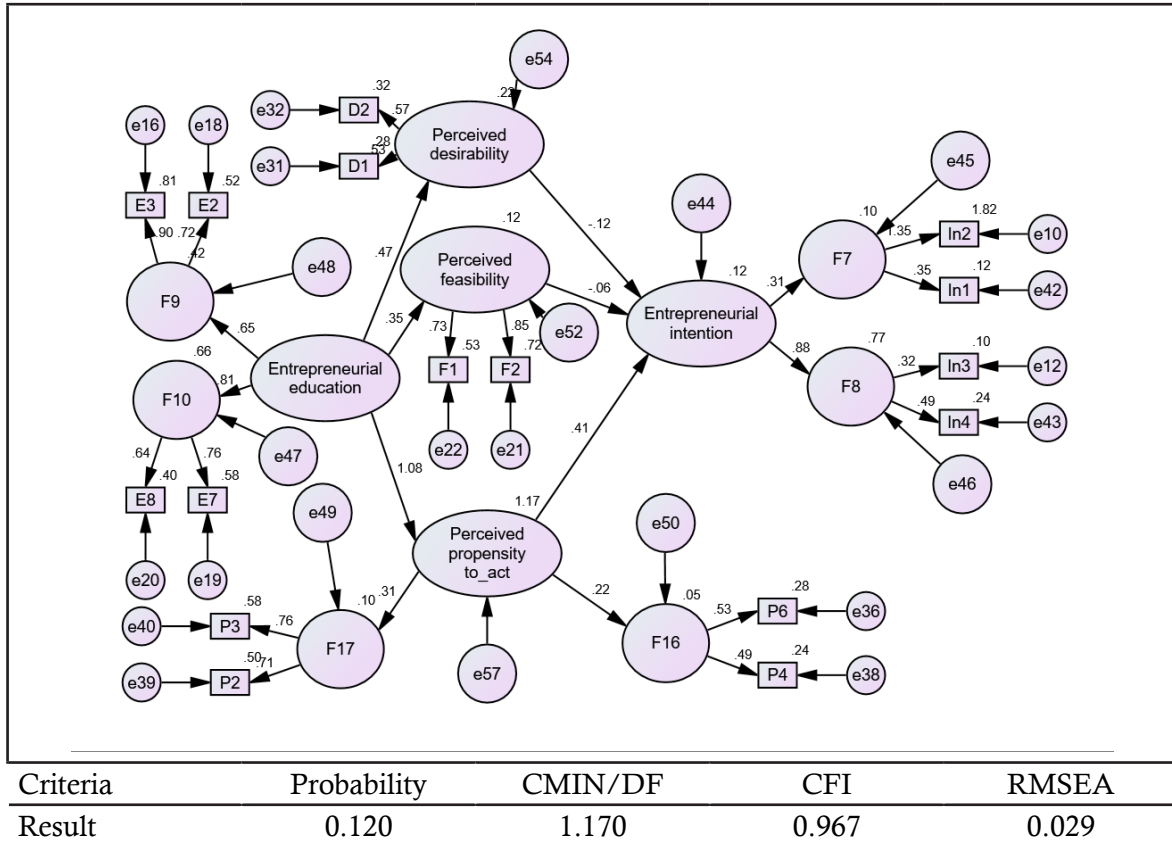 e54
.22
.32
e32
D2
.57
Perceived
desirability
.28
.53
e31
D1
e16
e18
.81
.52
E3
E2
.90
.72
.42
e48
F9
.65
.47
.12
Perceived
feasibility
.35
.73
.53
.85
.72
e52
F1
F2
e22
e21
-.12
-.06
e44
.12
Entrepreneurial
intention
.31
.88
e45
.10
F7
1.35
1.82
In2
e10
.35
.12
In1
e42
.77
F8
.32
.10
In3
e12
.49
.24
In4
e43
e46
Entrepreneurial
education
.66
F10
.81
e47
.64
.40
.76
.58
E8
E7
e20
e19
1.08
.41
1.17
Perceived
propensity
to_act
e57
e49
.31
.10
F17
.58
.76
e40
P3
.50
.71
e39
P2
.22
e50
.05
F16
.53
.28
P6
e36
.49
.24
P4
e38
Criteria Probability CMIN/DF CFI RMSEA
Result 0.120 1.170 0.967 0.029